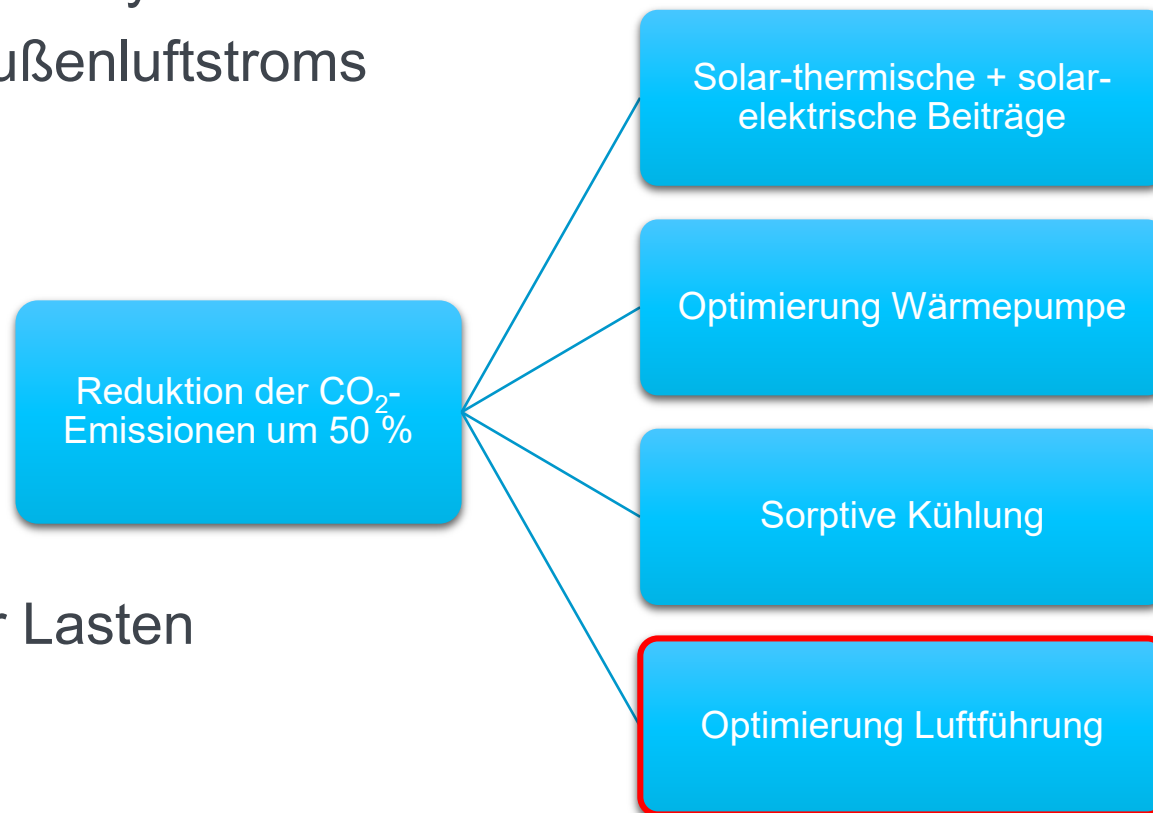 ußenluftstroms
Solar-thermische + solar-
elektrische Beiträge
Optimierung Wärmepumpe
Reduktion der CO₂-
Emissionen um 50 %
Sorptive Kühlung
r Lasten
Optimierung Luftführung